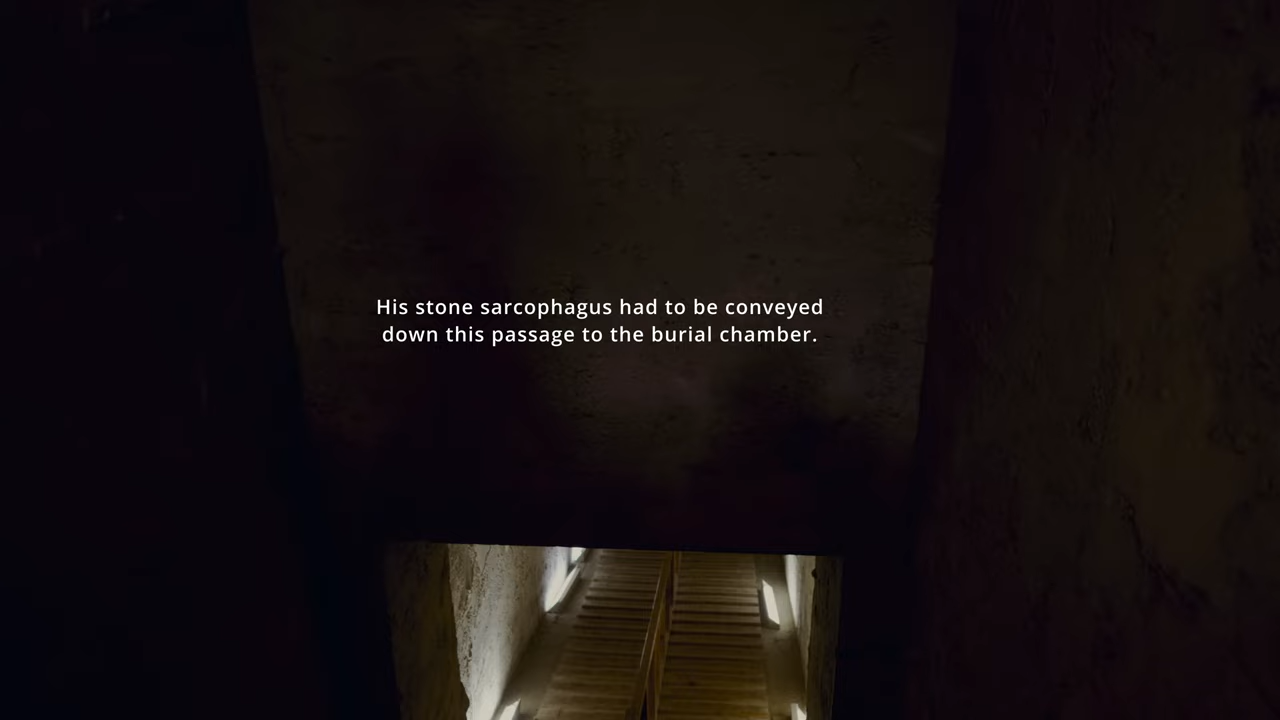 His stone sarcophagus had to be conveyed
down this passage to the burial chamber.